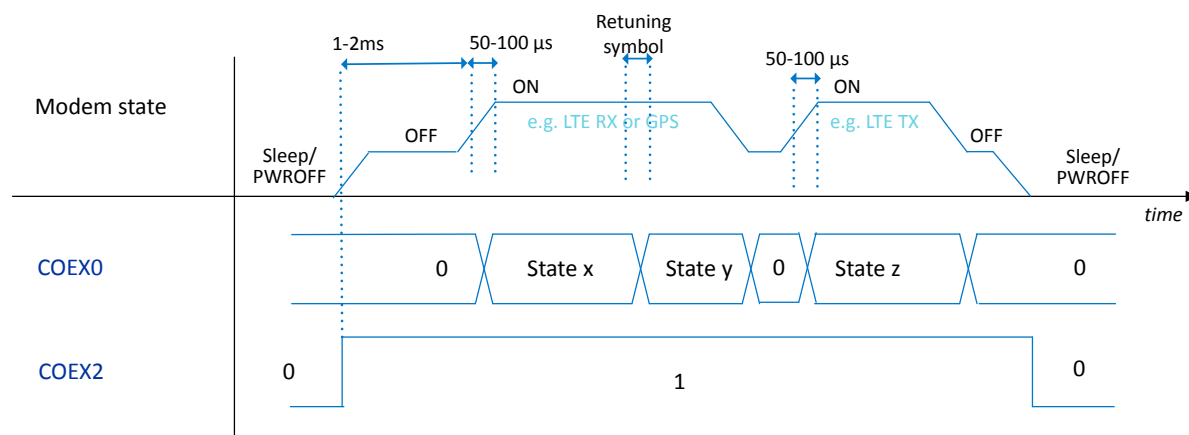 Retuning
symbol
1-2ms
50-100 µs
50-100 µs
ON
ON
Modem state
e.g. LTE RX or GPS
e.g. LTE TX
OFF
OFF
Sleep/
PWROFF
Sleep/
PWROFF
time
COEX0
0
State x
State y
0
State z
0
COEX2
0
1
0